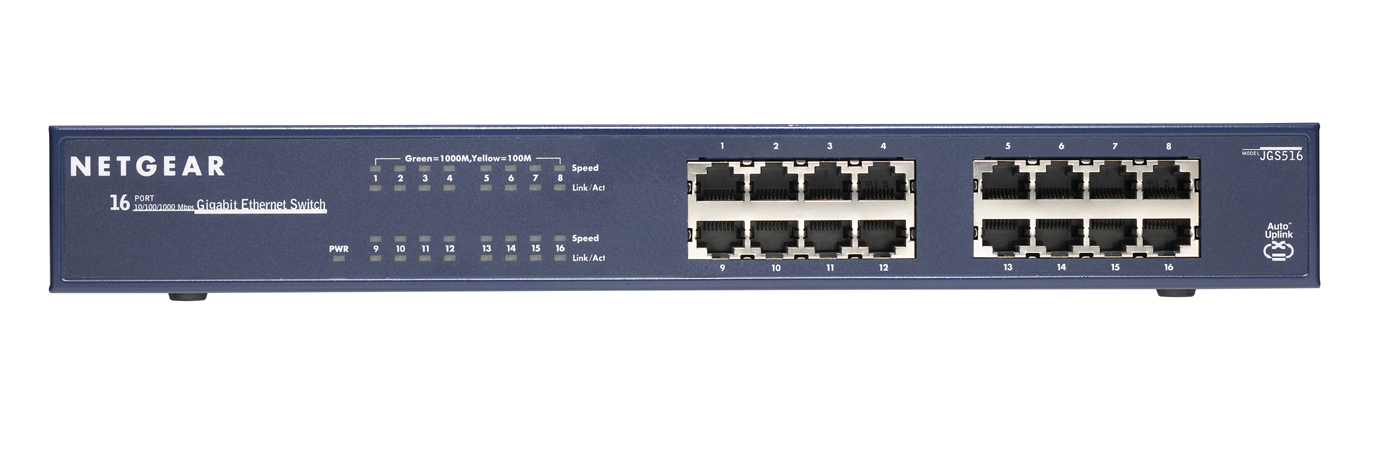 NETGEAR
16 PORT
10/100/1000 Mbps Gigabit Ethernet Switch
Green=1000M,Yellow=100M
Speed
1 2 3 4 5 6 7 8
Link/Act
Speed
PWR 9 10 11 12 13 14 15 16
Link/Act
1 2 3 4
9 10 11 12
5 6 7 8
13 14 15 16
MODEL JGS516
Auto™
Uplink